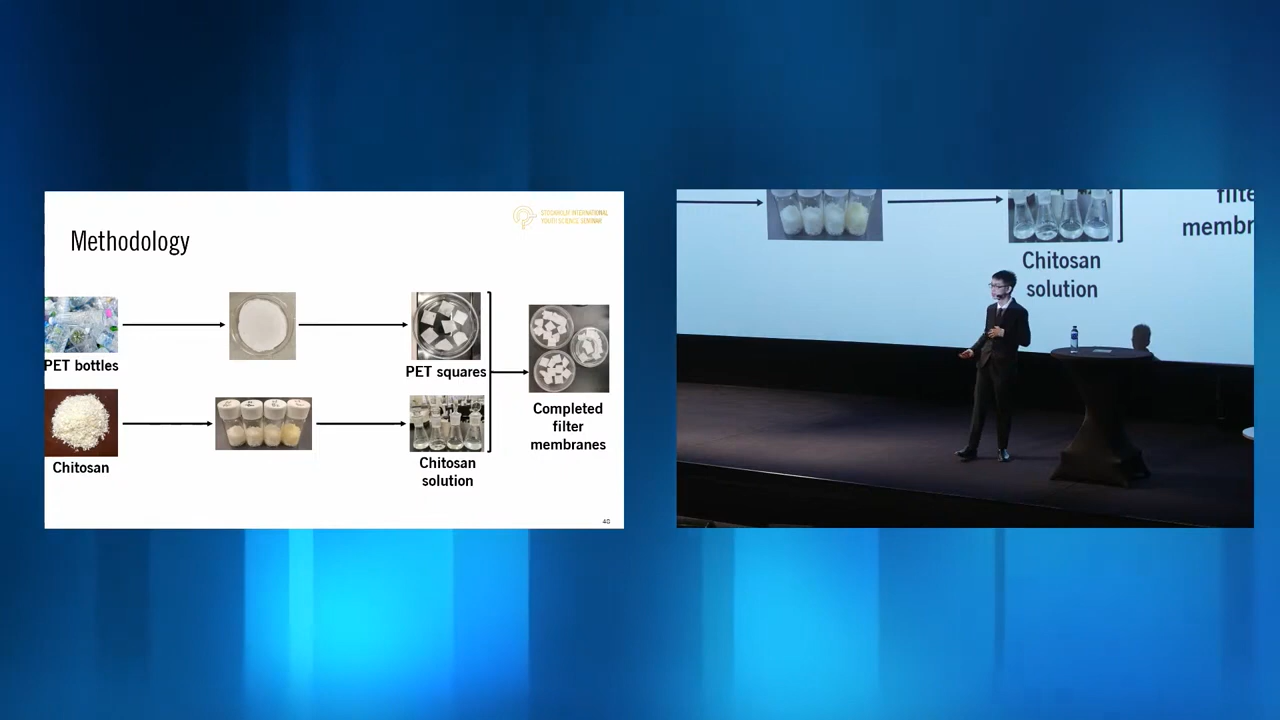 STOCKHOLM INTERNATIONAL
YOUTH SCIENCE SEMINAR
Methodology
PET bottles
PET squares
Chitosan
Chitosan
solution
Completed
filter
membranes
40
filte
membr
Chitosan
solution